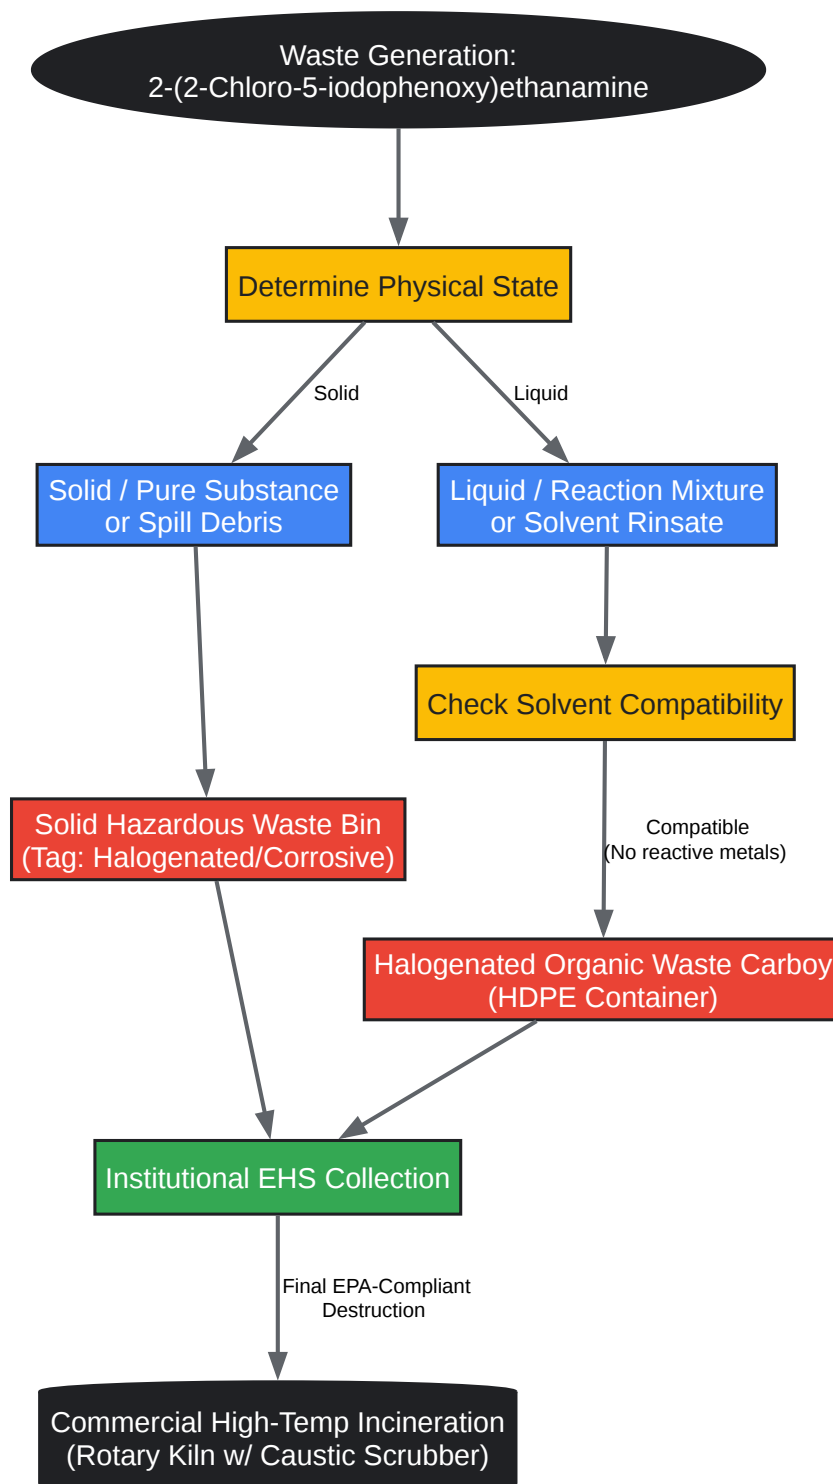 Waste Generation:
2-(2-Chloro-5-iodophenoxy)ethanamine
Determine Physical State
Solid
Liquid
Solid / Pure Substance
or Spill Debris
Liquid / Reaction Mixture
or Solvent Rinsate
Check Solvent Compatibility
Solid Hazardous Waste Bin
(Tag: Halogenated/Corrosive)
Compatible
(No reactive metals)
Halogenated Organic Waste Carboy
(HDPE Container)
Institutional EHS Collection
Final EPA-Compliant
Destruction
Commercial High-Temp Incineration
(Rotary Kiln w/ Caustic Scrubber)